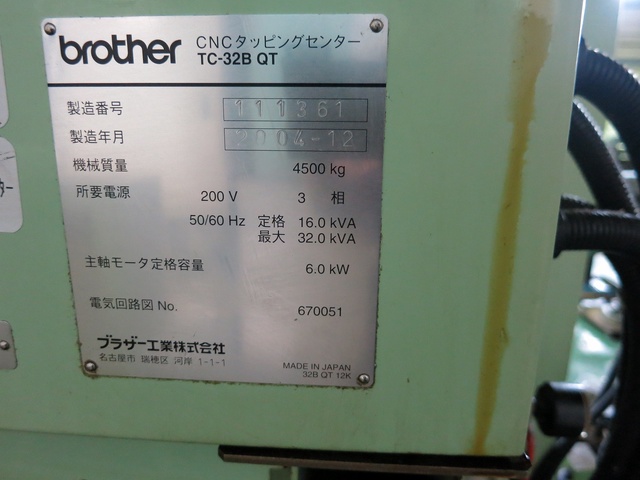 brother CNCタッピングセンター
TC-32B QT
製造番号 111361
製造年月 2004-12
機械質量 4500 kg
所要電源 200 V 3 相
50/60 Hz 定格 16.0 kVA
最大 32.0 kVA
主軸モータ定格容量 6.0 kW
電気回路図 No. 670051
ブラザー工業株式会社
名古屋市 瑞穂区 河岸 1-1-1
MADE IN JAPAN
32B QT 12K